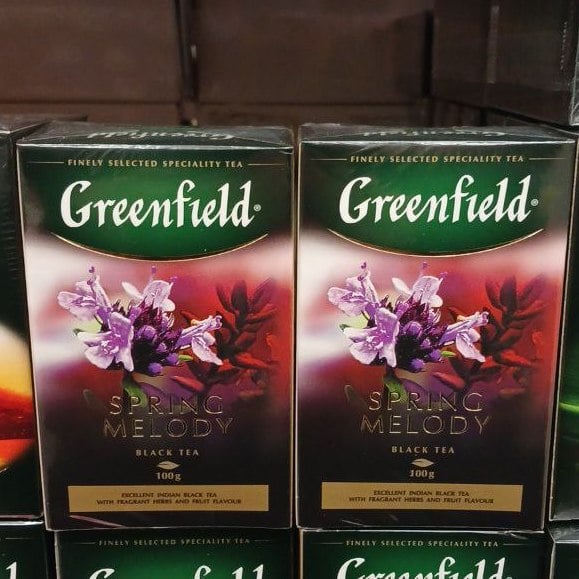 FINELY SELECTED SPECIALITY TEA
Greenfield®
SPRING
MELODY
BLACK TEA
100g
EXCELLENT INDIAN BLACK TEA
WITH FRAGRANT HERBS AND FRUIT FLAVOUR
FINELY SELECTED SPECIALITY TEA
Greenfield®
SPRING
MELODY
BLACK TEA
100g
EXCELLENT INDIAN BLACK TEA
WITH FRAGRANT HERBS AND FRUIT FLAVOUR
FINELY SELECTED SPECIALITY TEA
Greenfield
FINELY SELECTED SPECIALITY TEA
Greenfield